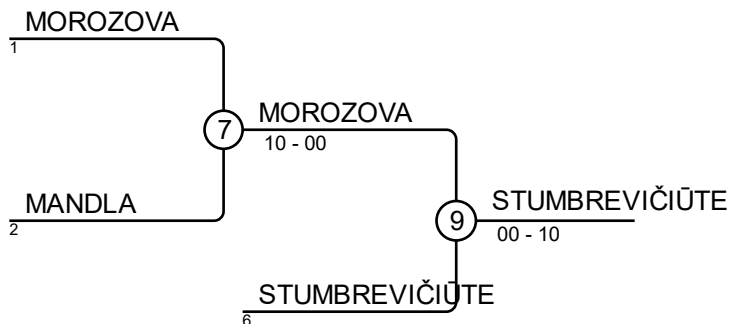 MOROZOVA
1
7
MOROZOVA
10 - 00
MANDLA
2
9
STUMBREVIČIŪTE
00 - 10
STUMBREVIČIŪTE
6